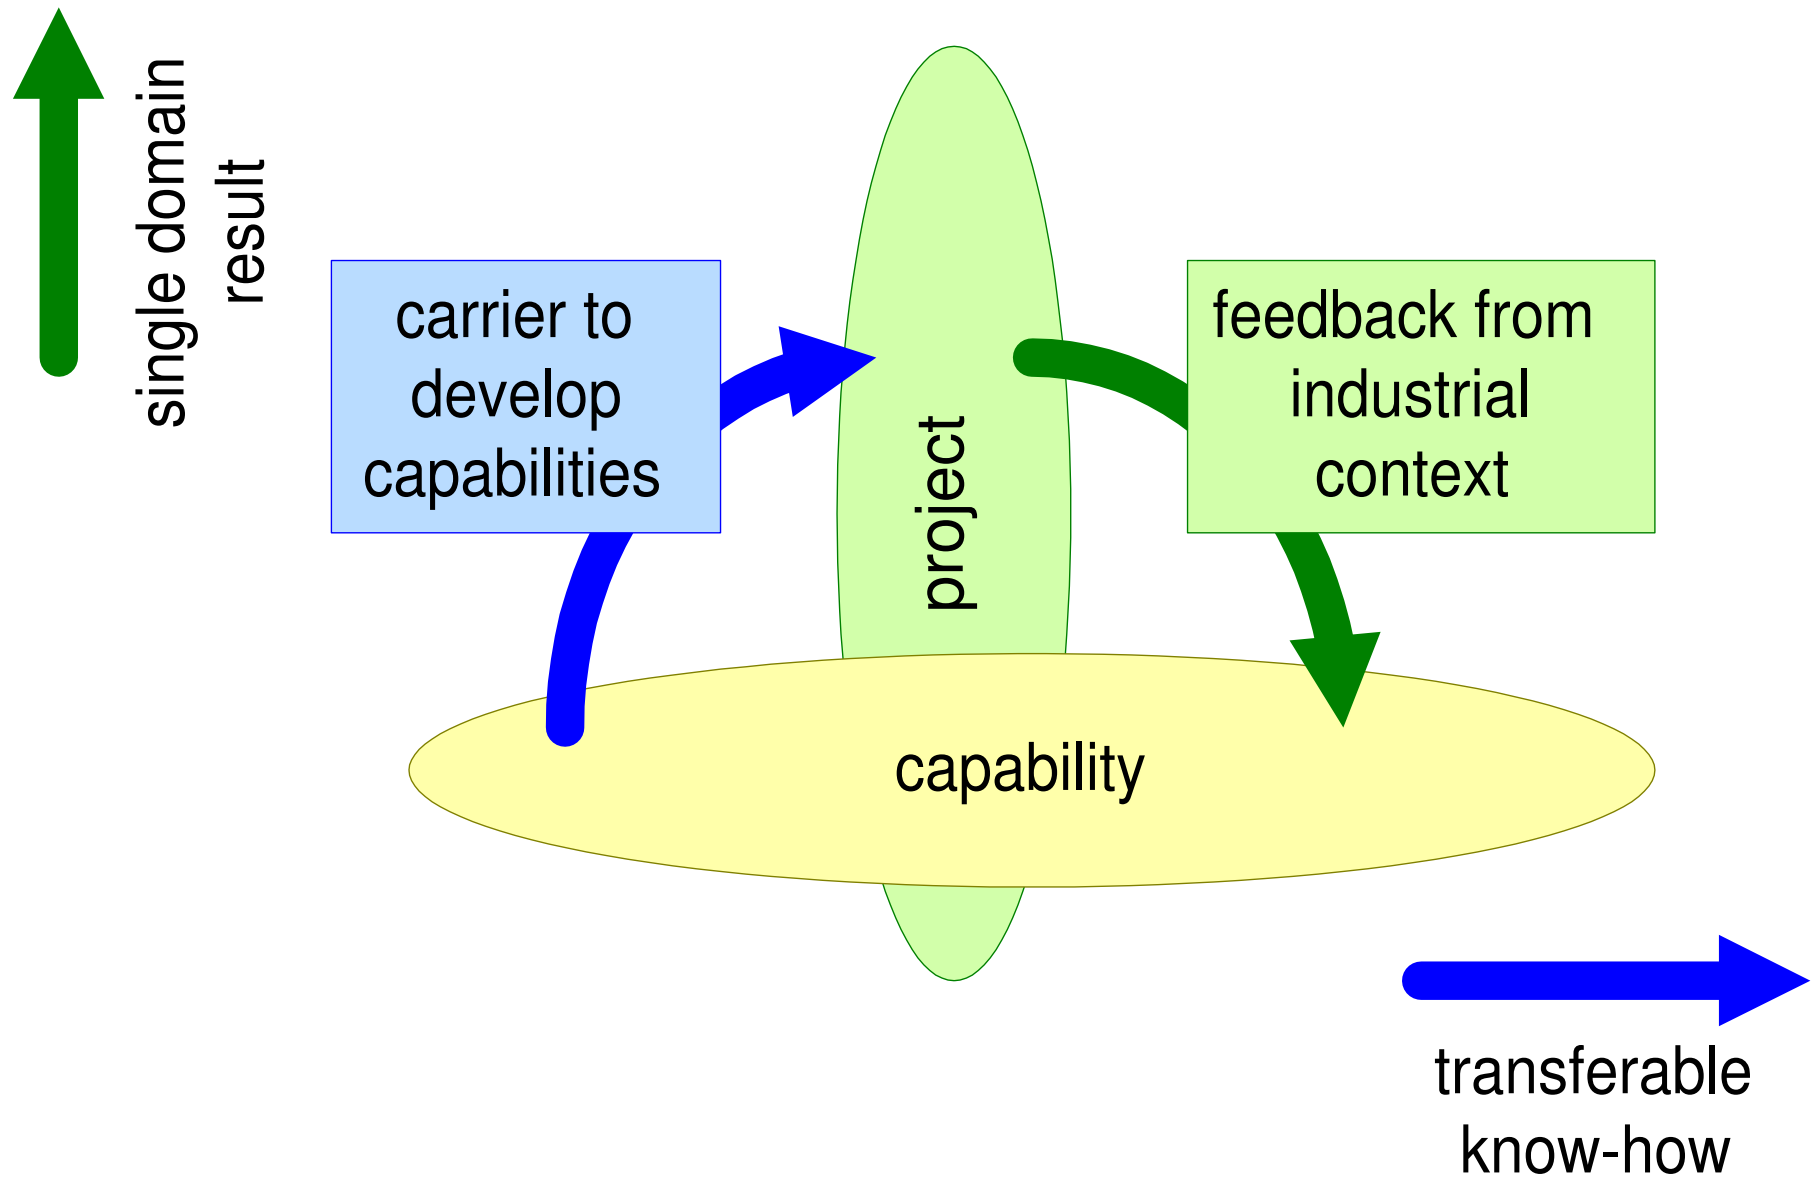 single domain
result
carrier to
develop
capabilities
project
feedback from
industrial
context
capability
transferable
know-how